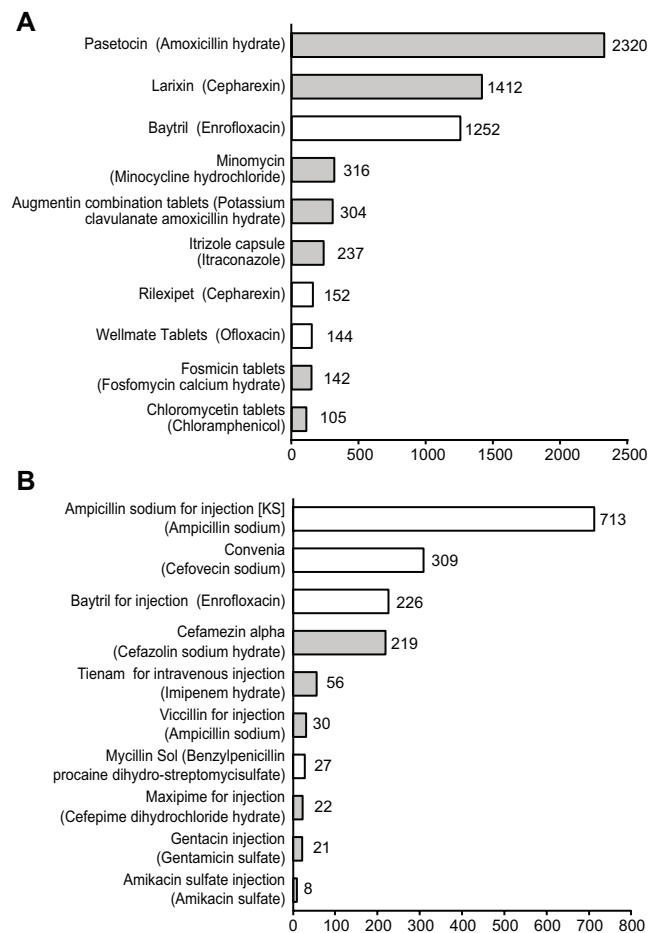 A
Pasetocin (Amoxicillin hydrate)
2320
Larixin (Cepharexin)
1412
Baytril (Enrofloxacin)
1252
Minomycin
(Minocycline hydrochloride)
316
Augmentin combination tablets (Potassium
clavulanate amoxicillin hydrate)
304
Itrizole capsule
(Itraconazole)
237
Rilexipet (Cepharexin)
152
Wellmate Tablets (Ofloxacin)
144
Fosmicin tablets
(Fosfomycin calcium hydrate)
142
Chloromycetin tablets
(Chloramphenicol)
105
0 500 1000 1500 2000 2500
B
Ampicillin sodium for injection [KS]
(Ampicillin sodium)
713
Convenia
(Cefovecin sodium)
309
Baytril for injection (Enrofloxacin)
226
Cefamezin alpha
(Cefazolin sodium hydrate)
219
Tienam for intravenous injection
(Imipenem hydrate)
56
Viccillin for injection
(Ampicillin sodium)
30
Mycillin Sol (Benzylpenicillin
procaine dihydro-streptomycisulfate)
27
Maxipime for injection
(Cefepime dihydrochloride hydrate)
22
Gentacin injection
(Gentamicin sulfate)
21
Amikacin sulfate injection
(Amikacin sulfate)
8
0 100 200 300 400 500 600 700 800